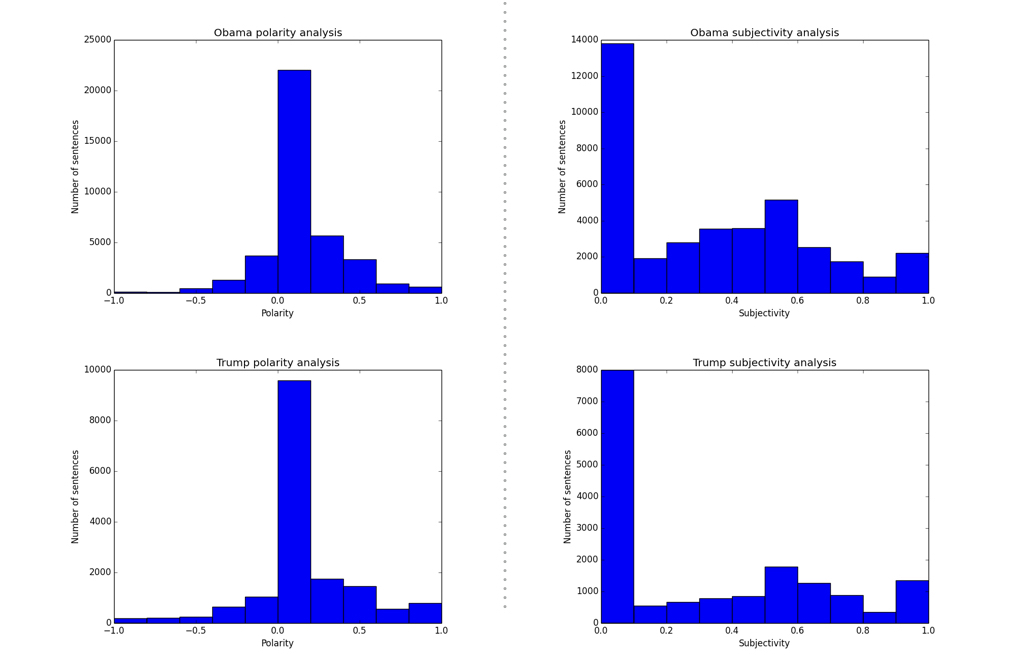 Obama polarity analysis
25000
20000
15000
10000
5000
0
Number of sentences
−1.0 −0.5 0.0 0.5 1.0
Polarity
Obama subjectivity analysis
14000
12000
10000
8000
6000
4000
2000
0
Number of sentences
0.0 0.2 0.4 0.6 0.8 1.0
Subjectivity
Trump polarity analysis
10000
8000
6000
4000
2000
0
Number of sentences
−1.0 −0.5 0.0 0.5 1.0
Polarity
Trump subjectivity analysis
8000
7000
6000
5000
4000
3000
2000
1000
0
Number of sentences
0.0 0.2 0.4 0.6 0.8 1.0
Subjectivity